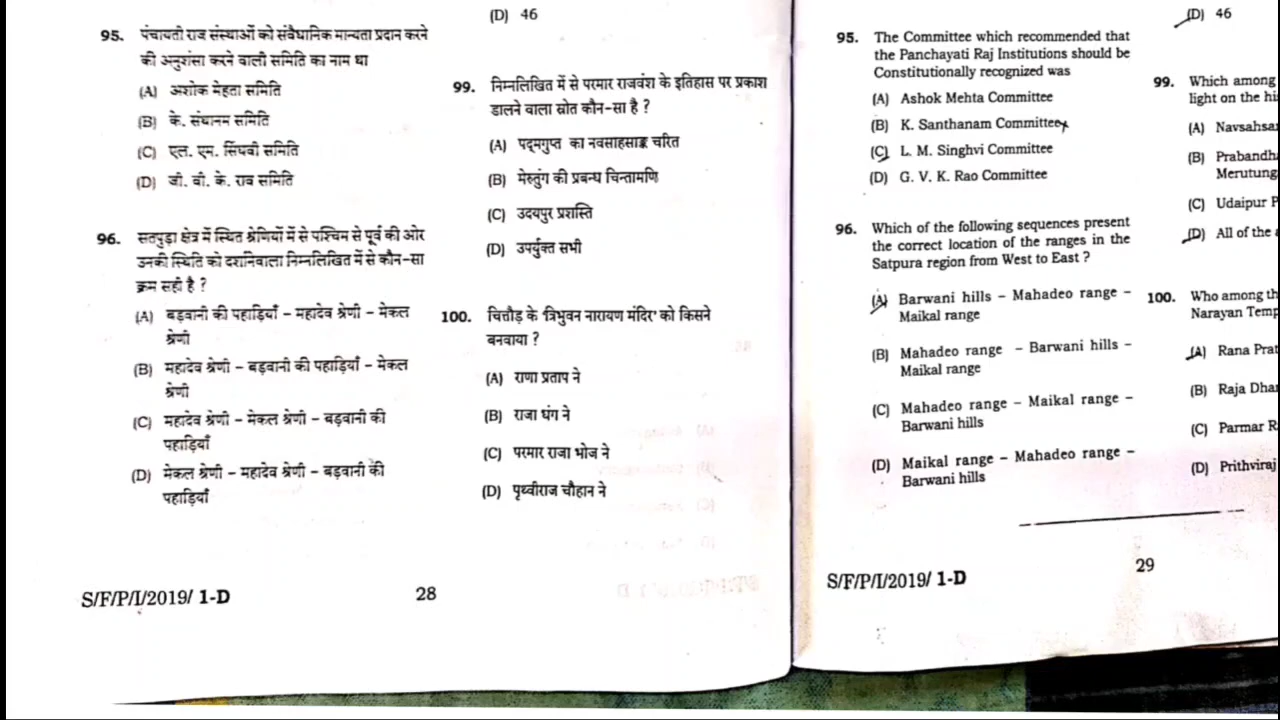 95. पंचायती राज संस्थाओं को संवैधानिक मान्यता प्रदान करने
की अनुशंसा करने वाली समिति का नाम था
(A) अशोक मेहता समिति
(B) के. संथानम समिति
(C) एल. एम. सिंघवी समिति
(D) जी. वी. के. राव समिति
96. सतपुड़ा क्षेत्र में स्थित श्रेणियों में से पश्चिम से पूर्व की ओर
उनकी स्थिति को दर्शानेवाला निम्नलिखित में से कौन-सा
क्रम सही है ?
(A) बड़वानी की पहाड़ियाँ – महादेव श्रेणी – मेकल
श्रेणी
(B) महादेव श्रेणी – बड़वानी की पहाड़ियाँ – मेकल
श्रेणी
(C) महादेव श्रेणी – मेकल श्रेणी – बड़वानी की
पहाड़ियाँ
(D) मेकल श्रेणी – महादेव श्रेणी – बड़वानी की
पहाड़ियाँ
(D) 46
99. निम्नलिखित में से परमार राजवंश के इतिहास पर प्रकाश
डालने वाला स्रोत कौन-सा है ?
(A) पद्मगुप्त का नवसाहसाङ्क चरित
(B) मेरुतुंग की प्रबन्ध चिन्तामणि
(C) उदयपुर प्रशस्ति
(D) उपर्युक्त सभी
100. चित्तौड़ के 'त्रिभुवन नारायण मंदिर' को किसने
बनवाया ?
(A) राणा प्रताप ने
(B) राजा धंग ने
(C) परमार राजा भोज ने
(D) पृथ्वीराज चौहान ने
S/F/P/I/2019/ 1-D
28
95. The Committee which recommended that
the Panchayati Raj Institutions should be
Constitutionally recognized was
(A) Ashok Mehta Committee
(B) K. Santhanam Committee
(C) L. M. Singhvi Committee
(D) G. V. K. Rao Committee
96. Which of the following sequences present
the correct location of the ranges in the
Satpura region from West to East ?
(A) Barwani hills – Mahadeo range –
Maikal range
(B) Mahadeo range – Barwani hills –
Maikal range
(C) Mahadeo range – Maikal range –
Barwani hills
(D) Maikal range – Mahadeo range –
Barwani hills
(D) 46
99. Which among
light on the hi
(A) Navsahsa
(B) Prabandh
Merutung
(C) Udaipur P
(D) All of the
100. Who among th
Narayan Temp
(A) Rana Prat
(B) Raja Dha
(C) Parmar R
(D) Prithviraj
S/F/P/I/2019/ 1-D
29